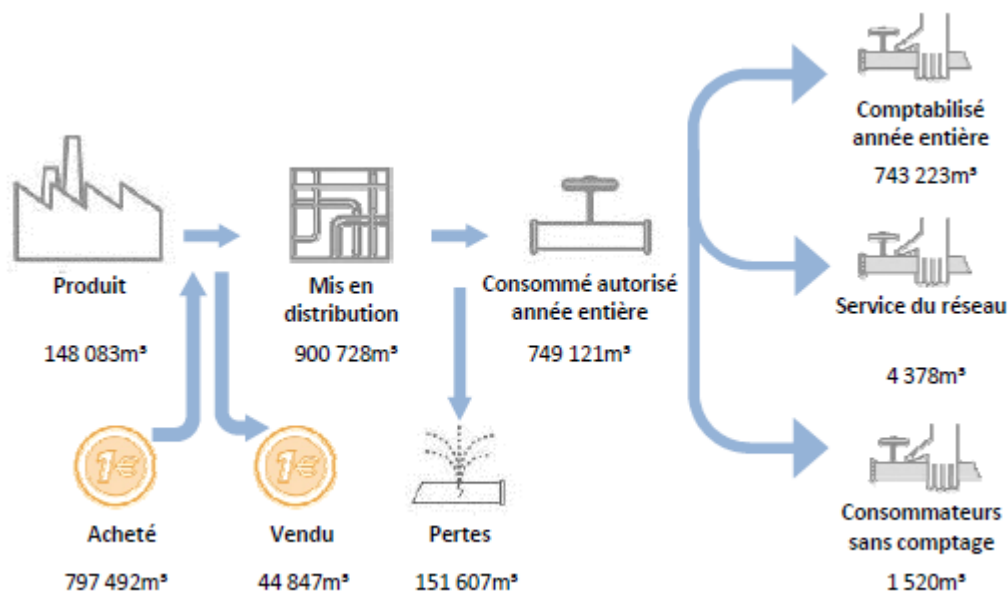 Comptabilisé
année entière
743 223m³
Produit
148 083m³
Mis en
distribution
900 728m³
Consommé autorisé
année entière
749 121m³
Service du réseau
4 378m³
1€
Acheté
797 492m³
1€
Vendu
44 847m³
Pertes
151 607m³
Consommateurs
sans comptage
1 520m³